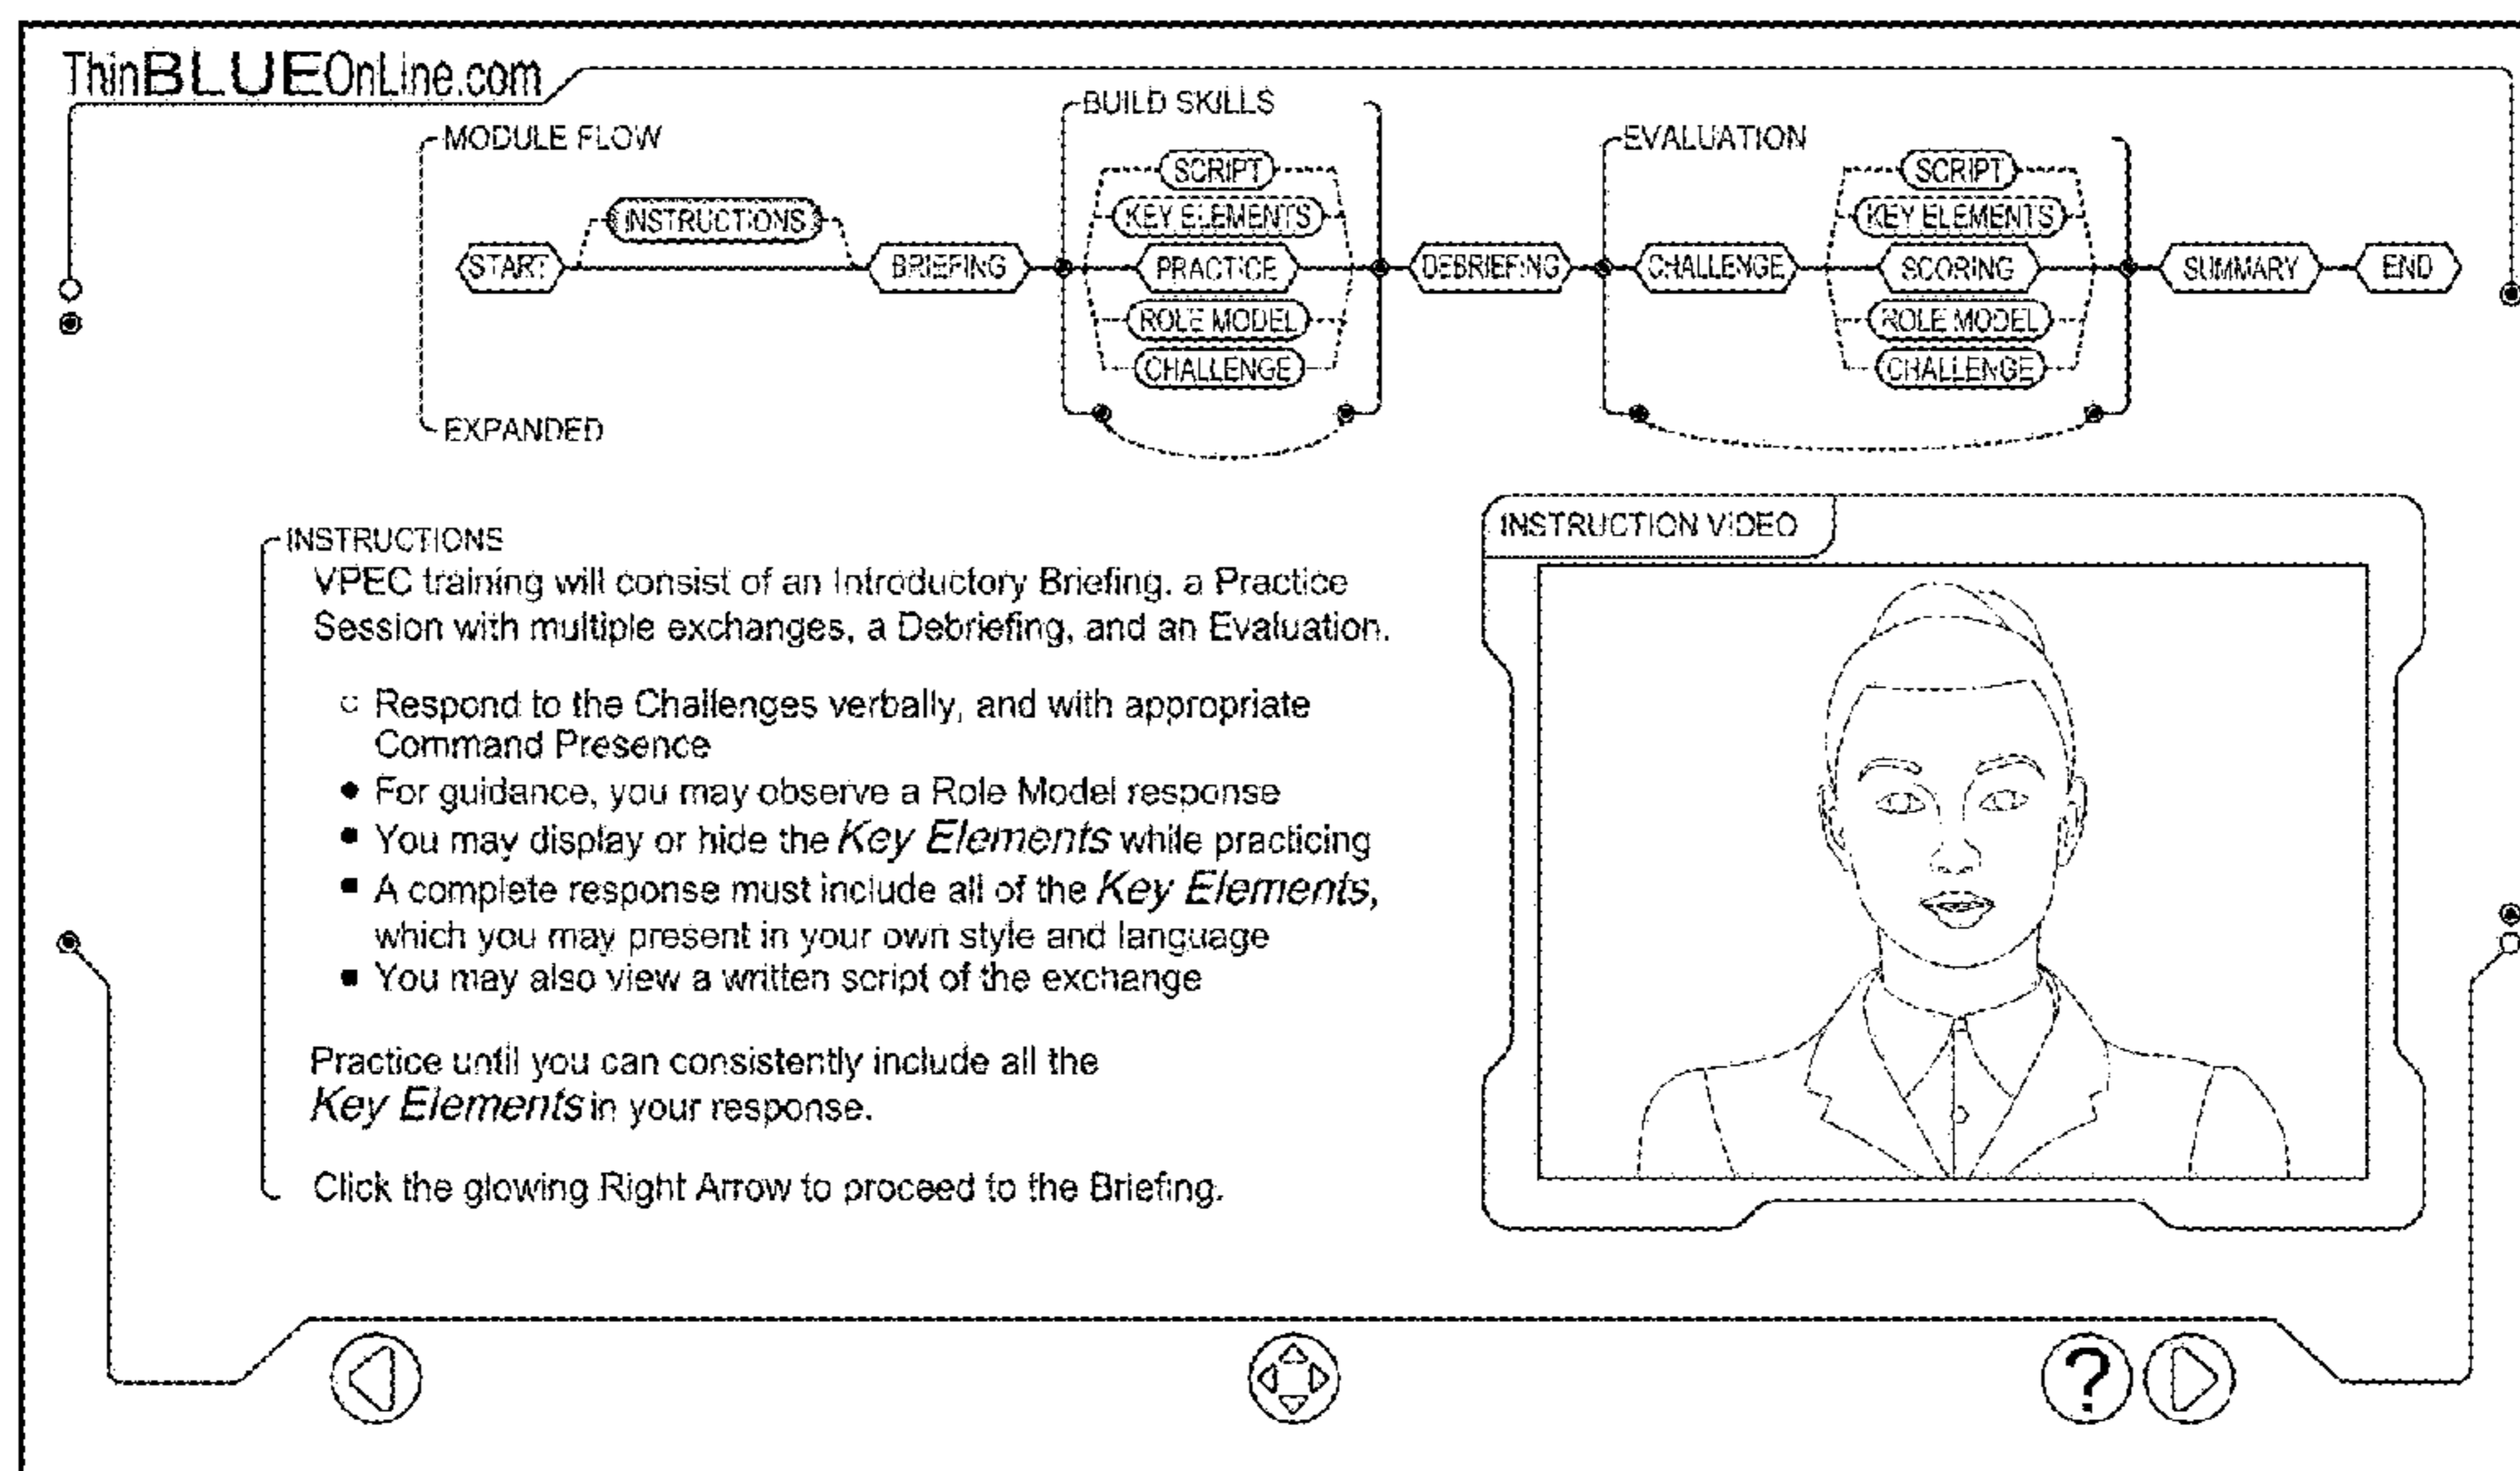 ThinBLUEOnLine.com
MODULE FLOW
BUILD SKILLS
EVALUATION
SCRIPT
SCRIPT
INSTRUCTIONS
KEY ELEMENTS
KEY ELEMENTS
START
BRIEFING
PRACTICE
DEBRIEFING
CHALLENGE
SCORING
SUMMARY
END
ROLE MODEL
ROLE MODEL
CHALLENGE
CHALLENGE
EXPANDED
INSTRUCTIONS
VPEC training will consist of an Introductory Briefing, a Practice
Session with multiple exchanges, a Debriefing, and an Evaluation.
Respond to the Challenges verbally, and with appropriate
Command Presence
For guidance, you may observe a Role Model response
You may display or hide the Key Elements while practicing
A complete response must include all of the Key Elements,
which you may present in your own style and language
You may also view a written script of the exchange
Practice until you can consistently include all the
Key Elements in your response.
Click the glowing Right Arrow to proceed to the Briefing.
INSTRUCTION VIDEO
?